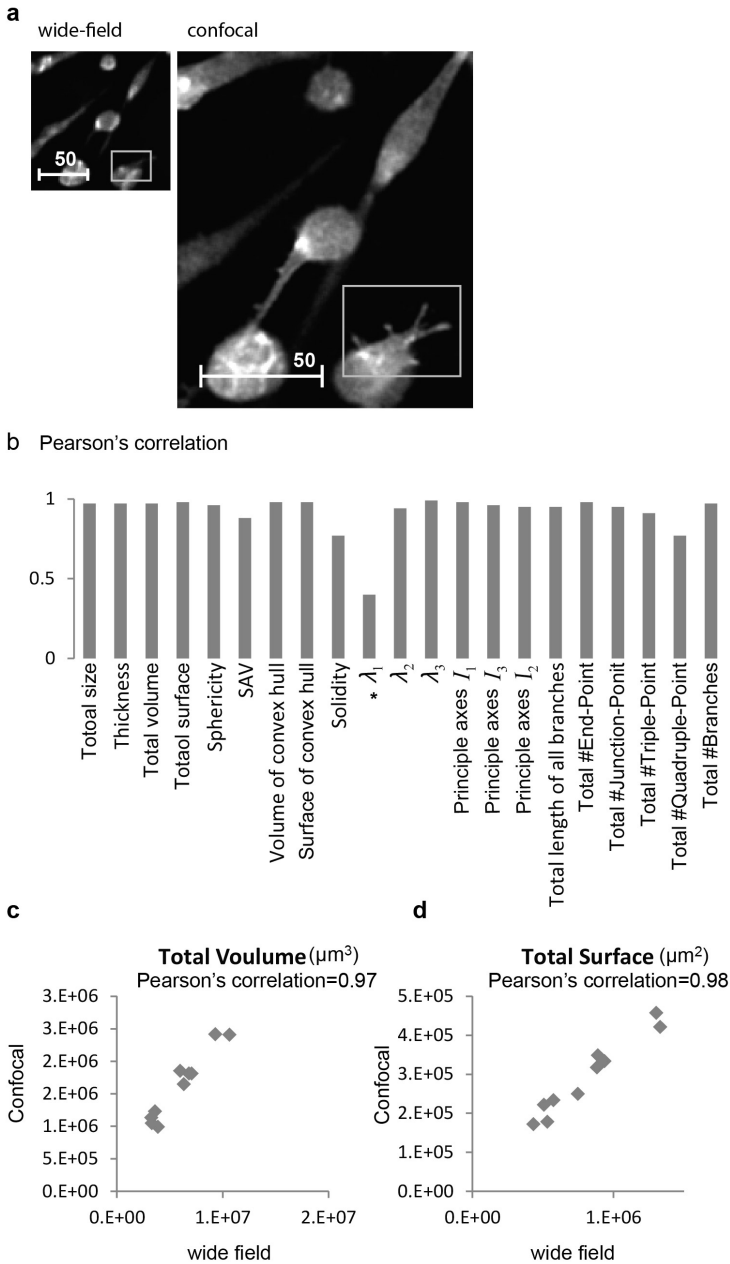 a
wide-field
confocal
50
50
b Pearson's correlation
1
0.5
0
Totoal size
Thickness
Total volume
Totaol surface
Sphericity
SAV
Volume of convex hull
Surface of convex hull
Solidity
* λ1
λ2
λ3
Principle axes I1
Principle axes I3
Principle axes I2
Total length of all branches
Total #End-Point
Total #Junction-Ponit
Total #Triple-Point
Total #Quadruple-Point
Total #Branches
c
Total Voulume (μm³)
Pearson's correlation=0.97
3.E+06
3.E+06
2.E+06
2.E+06
1.E+06
5.E+05
0.E+00
Confocal
0.E+00 1.E+07 2.E+07
wide field
d
Total Surface (μm²)
Pearson's correlation=0.98
5.E+05
4.E+05
3.E+05
2.E+05
1.E+05
0.E+00
Confocal
0.E+00 1.E+06
wide field